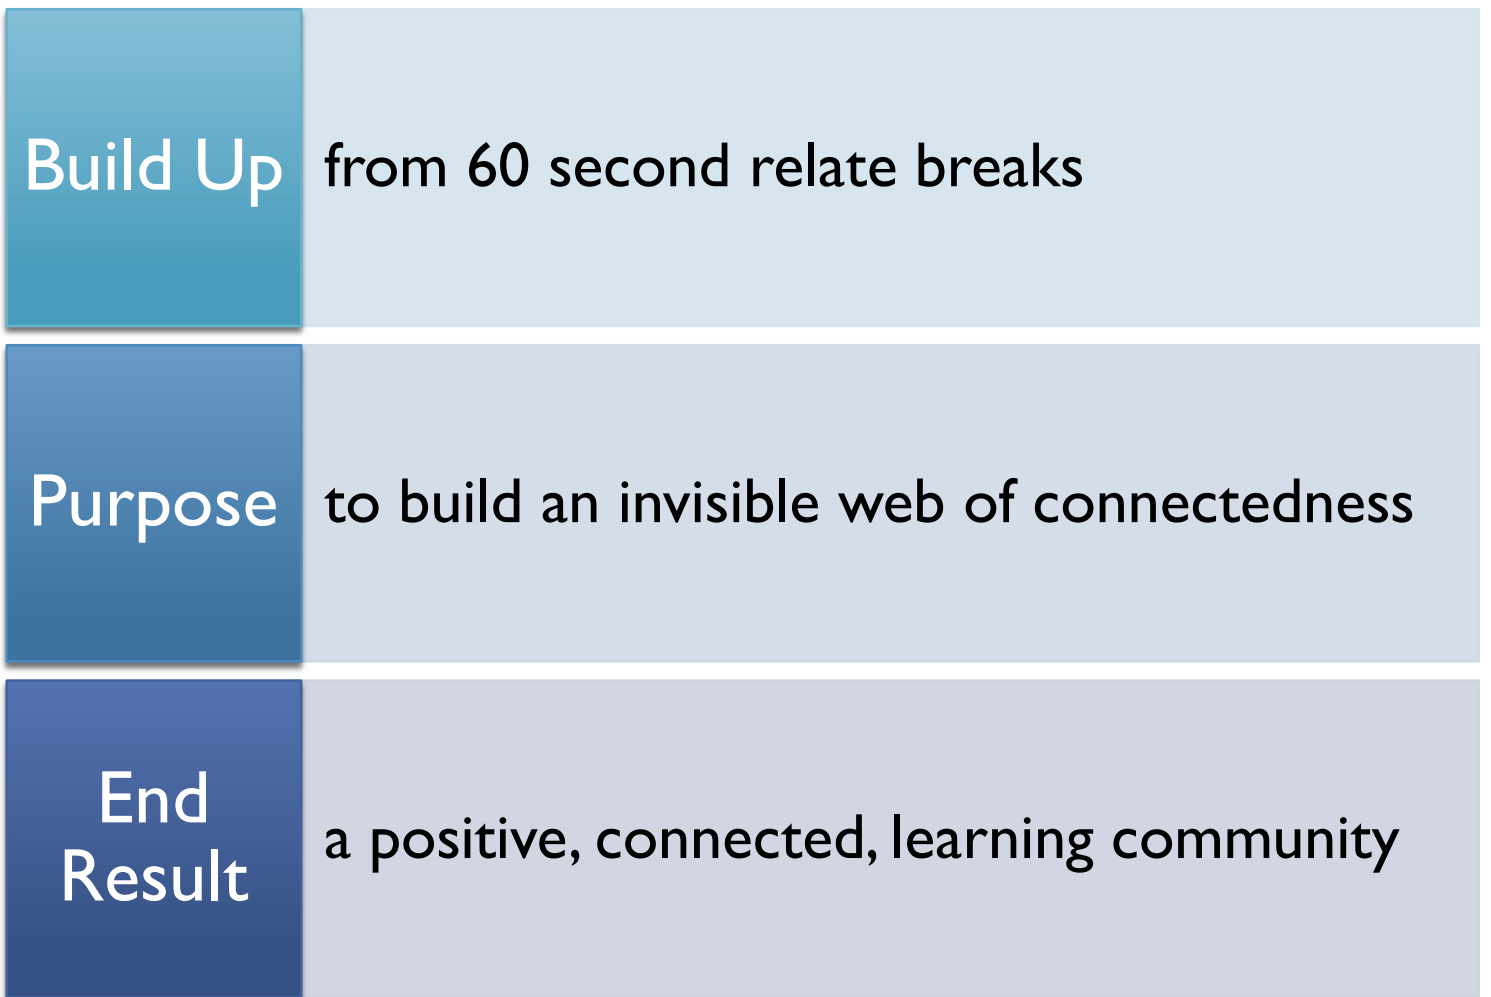 Build Up
from 60 second relate breaks
Purpose
to build an invisible web of connectedness
End
Result
a positive, connected, learning community